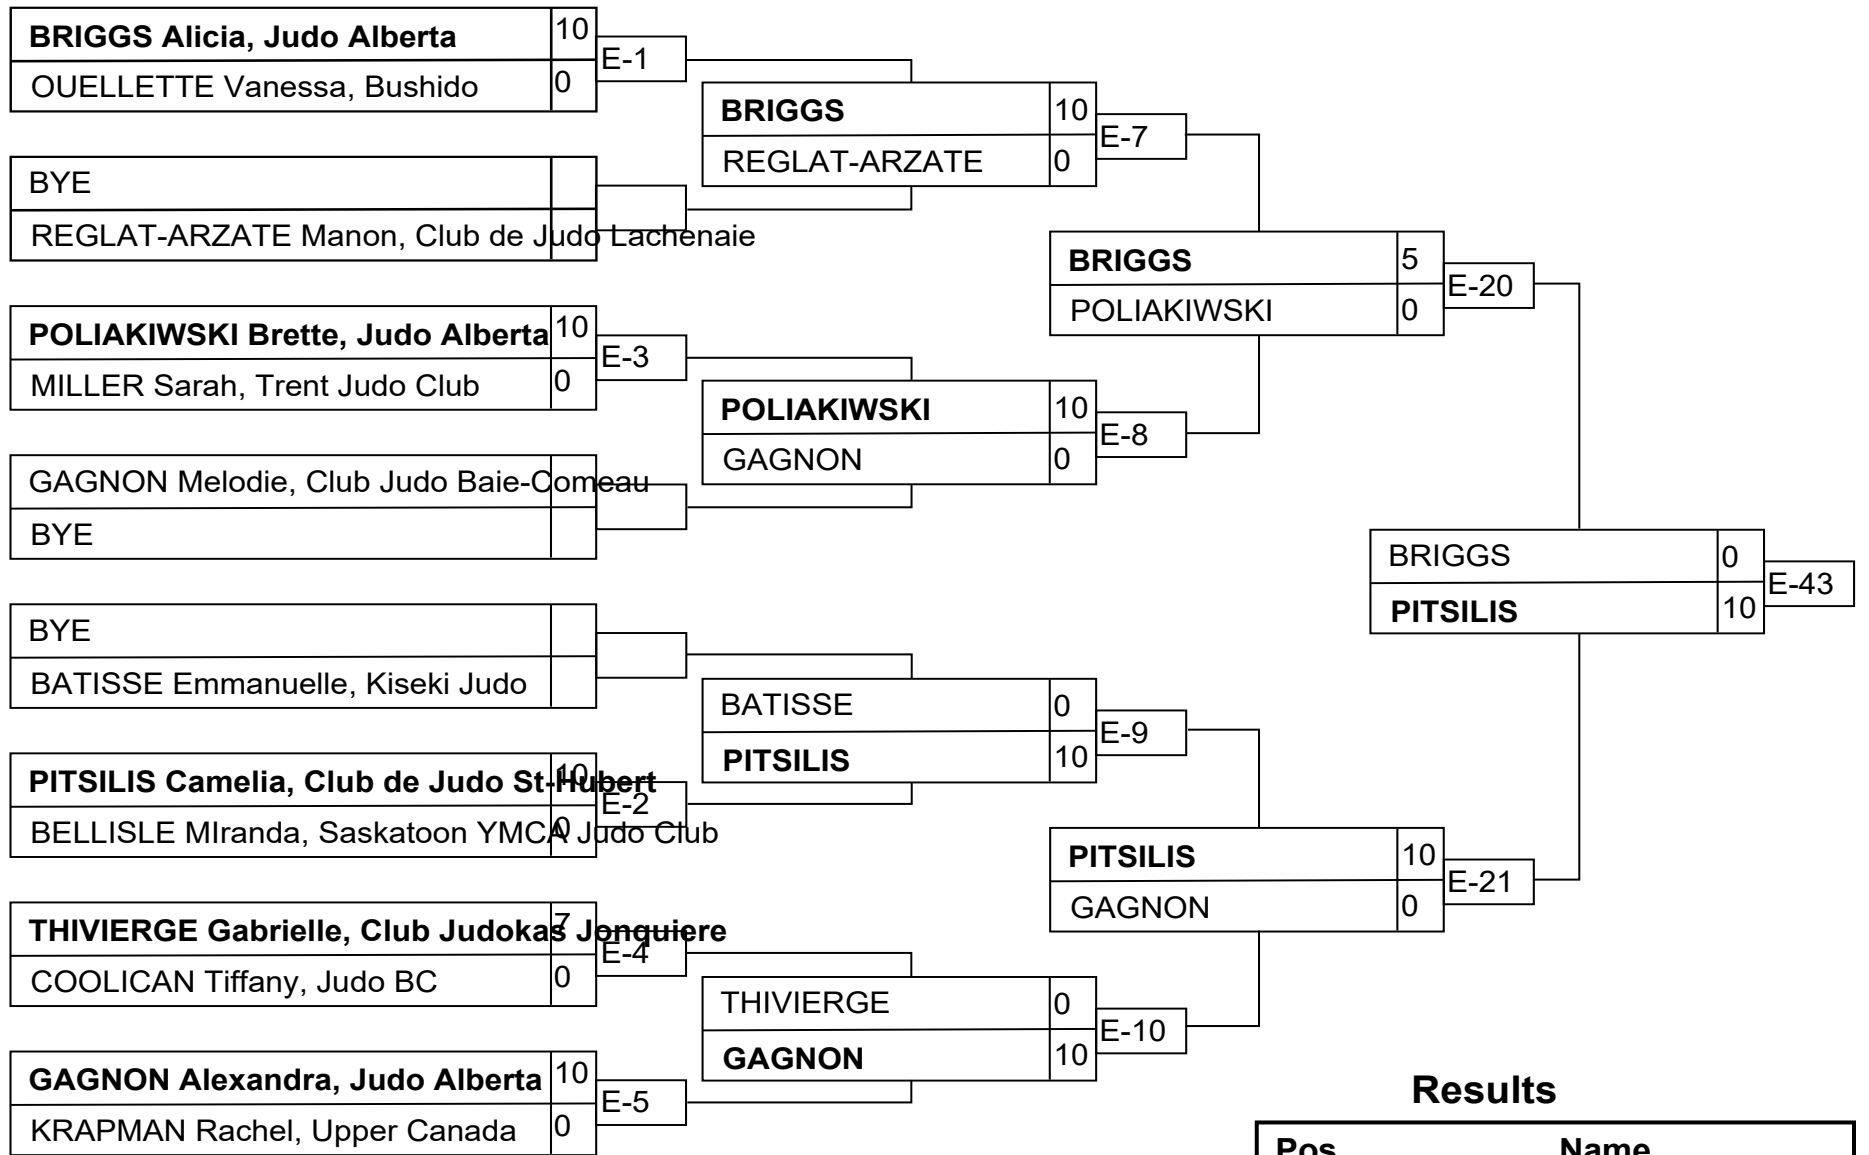 BRIGGS Alicia, Judo Alberta 10
E-1
OUELLETTE Vanessa, Bushido 0
BRIGGS 10
E-7
REGLAT-ARZATE 0
BYE
REGLAT-ARZATE Manon, Club de Judo Lachenaie
BRIGGS 5
E-20
POLIAKIWSKI 0
POLIAKIWSKI Brette, Judo Alberta 10
E-3
MILLER Sarah, Trent Judo Club 0
POLIAKIWSKI 10
E-8
GAGNON 0
GAGNON Melodie, Club Judo Baie-Comeau
BYE
BRIGGS 0
E-43
PITSILIS 10
BYE
BATISSE Emmanuelle, Kiseki Judo
BATISSE 0
E-9
PITSILIS 10
PITSILIS Camelia, Club de Judo St-Hubert 10
E-2
BELLISLE MIranda, Saskatoon YMCA Judo Club 0
PITSILIS 10
E-21
GAGNON 0
THIVIERGE Gabrielle, Club Judokas Jonquiere 7
E-4
COOLICAN Tiffany, Judo BC 0
THIVIERGE 0
E-10
GAGNON 10
GAGNON Alexandra, Judo Alberta 10
E-5
KRAPMAN Rachel, Upper Canada 0
Results
Pos Name